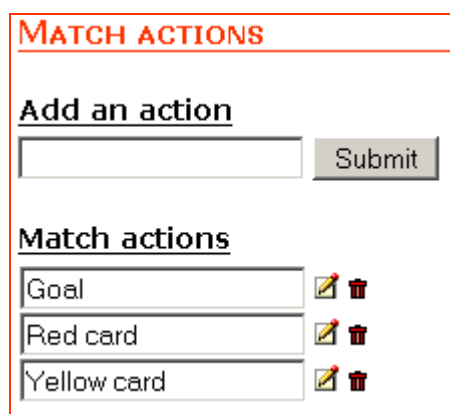 Match actions
Add an action
Submit
Match actions
Goal
Red card
Yellow card